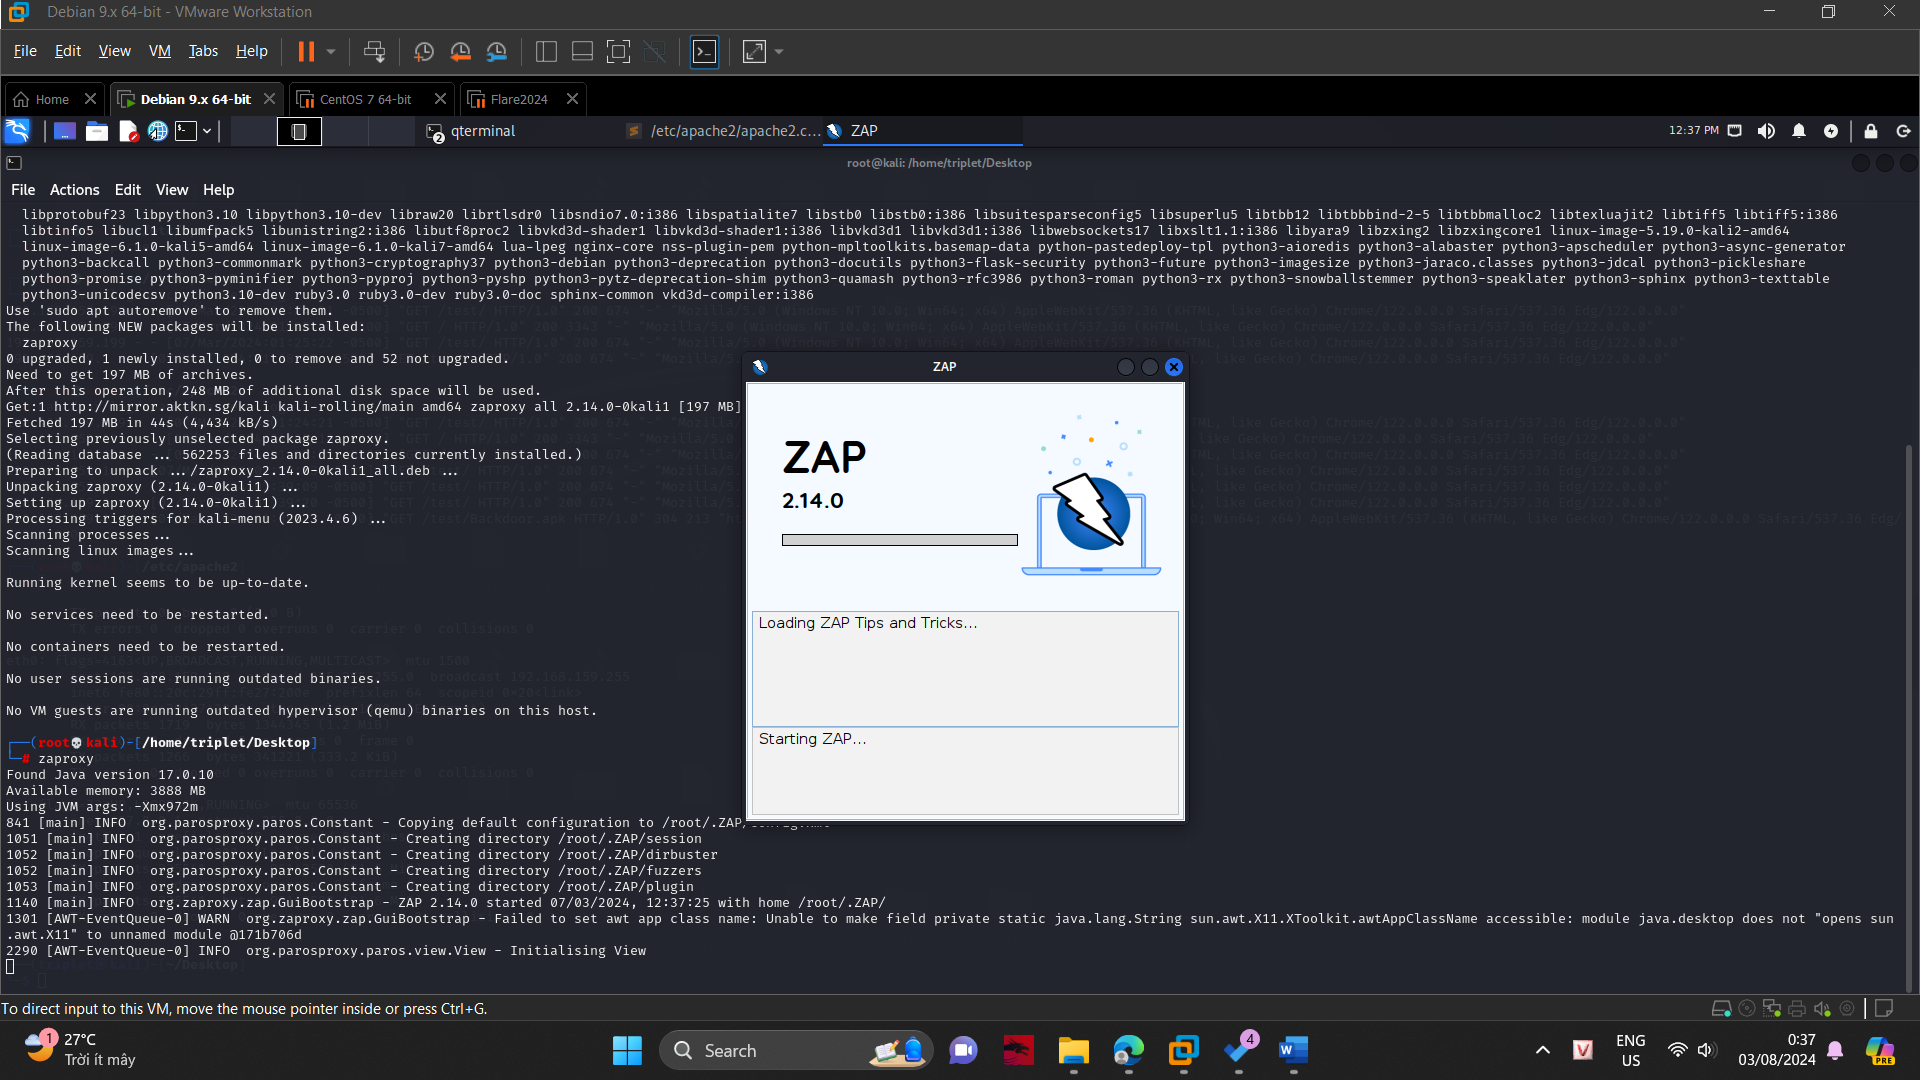 Debian 9.x 64-bit - VMware Workstation
File Edit View VM Tabs Help
Home Debian 9.x 64-bit CentOS 7 64-bit Flare2024
2 qterminal /etc/apache2/apache2.c... ZAP 12:37 PM
root@kali: /home/triplet/Desktop
File Actions Edit View Help
libprotobuf23 libpython3.10 libpython3.10-dev libraw20 librtlsdr0 libsndio7.0:i386 libspatialite7 libstb0 libstb0:i386 libsuitesparseconfig5 libsuperlu5 libtbb12 libtbbbind-2-5 libtbbmalloc2 libtexluajit2 libtiff5 libtiff5:i386
libtinfo5 libucl1 libumfpack5 libunistring2:i386 libutf8proc2 libvkd3d-shader1 libvkd3d-shader1:i386 libvkd3d1 libvkd3d1:i386 libwebsockets17 libxslt1.1:i386 libyara9 libzxing2 libzxingcore1 linux-image-5.19.0-kali2-amd64
linux-image-6.1.0-kali5-amd64 linux-image-6.1.0-kali7-amd64 lua-lpeg nginx-core nss-plugin-pem python-mpltoolkits.basemap-data python-pastedeploy-tpl python3-aioredis python3-alabaster python3-apscheduler python3-async-generator
python3-backcall python3-commonmark python3-cryptography37 python3-debian python3-deprecation python3-docutils python3-flask-security python3-future python3-imagesize python3-jaraco.classes python3-jdcal python3-pickleshare
python3-promise python3-pyminifier python3-pyproj python3-pyshp python3-pytz-deprecation-shim python3-quamash python3-rfc3986 python3-roman python3-rx python3-snowballstemmer python3-speaklater python3-sphinx python3-texttable
python3-unicodecsv python3.10-dev ruby3.0 ruby3.0-dev ruby3.0-doc sphinx-common vkd3d-compiler:i386
Use 'sudo apt autoremove' to remove them.
The following NEW packages will be installed:
zaproxy
0 upgraded, 1 newly installed, 0 to remove and 52 not upgraded.
Need to get 197 MB of archives.
After this operation, 248 MB of additional disk space will be used.
Get:1 http://mirror.aktkn.sg/kali kali-rolling/main amd64 zaproxy all 2.14.0-0kali1 [197 MB]
Fetched 197 MB in 44s (4,434 kB/s)
Selecting previously unselected package zaproxy.
(Reading database ... 562253 files and directories currently installed.)
Preparing to unpack .../zaproxy_2.14.0-0kali1_all.deb ...
Unpacking zaproxy (2.14.0-0kali1) ...
Setting up zaproxy (2.14.0-0kali1) ...
Processing triggers for kali-menu (2023.4.6) ...
Scanning processes...
Scanning linux images...
Running kernel seems to be up-to-date.
No services need to be restarted.
No containers need to be restarted.
No user sessions are running outdated binaries.
No VM guests are running outdated hypervisor (qemu) binaries on this host.
(root💀kali)-[/home/triplet/Desktop]
# zaproxy
Found Java version 17.0.10
Available memory: 3888 MB
Using JVM args: -Xmx972m
841 [main] INFO org.parosproxy.paros.Constant - Copying default configuration to /root/.ZAP/
1051 [main] INFO org.parosproxy.paros.Constant - Creating directory /root/.ZAP/session
1052 [main] INFO org.parosproxy.paros.Constant - Creating directory /root/.ZAP/dirbuster
1052 [main] INFO org.parosproxy.paros.Constant - Creating directory /root/.ZAP/fuzzers
1053 [main] INFO org.parosproxy.paros.Constant - Creating directory /root/.ZAP/plugin
1140 [main] INFO org.zaproxy.zap.GuiBootstrap - ZAP 2.14.0 started 07/03/2024, 12:37:25 with home /root/.ZAP/
1301 [AWT-EventQueue-0] WARN org.zaproxy.zap.GuiBootstrap - Failed to set awt app class name: Unable to make field private static java.lang.String sun.awt.X11.XToolkit.awtAppClassName accessible: module java.desktop does not "opens sun
.awt.X11" to unnamed module @171b706d
2290 [AWT-EventQueue-0] INFO org.parosproxy.paros.view.View - Initialising View
ZAP
ZAP
2.14.0
Loading ZAP Tips and Tricks...
Starting ZAP...
To direct input to this VM, move the mouse pointer inside or press Ctrl+G.
1
27°C
Trời ít mây
Search
4
ENG
US
0:37
03/08/2024
PRE